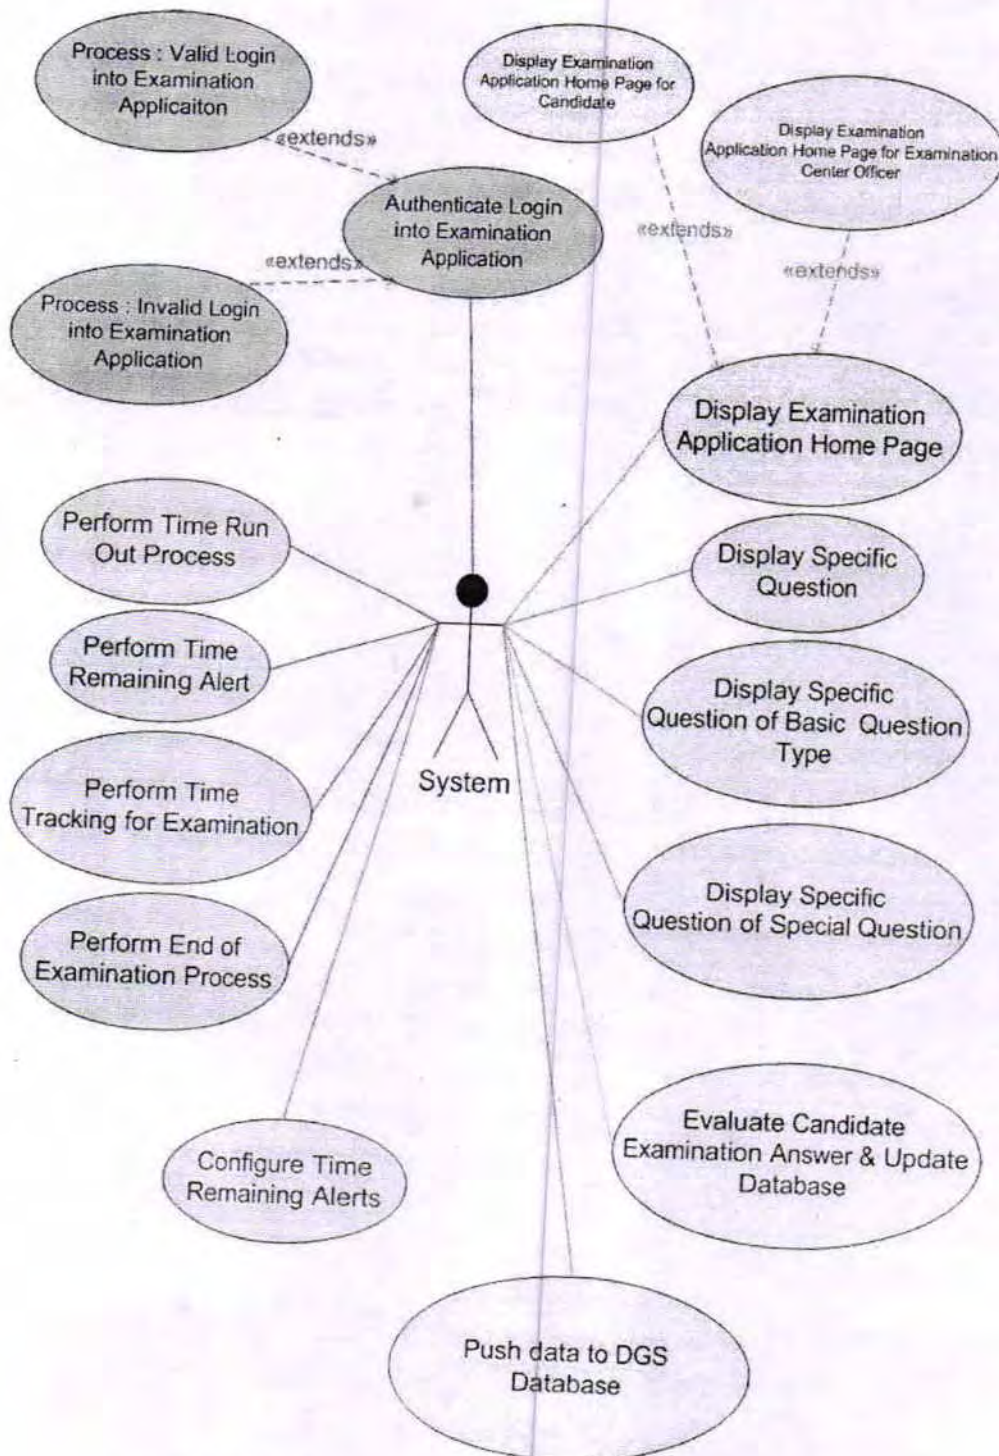 Process : Valid Login
into Examination
Applicaiton
Display Examination
Application Home Page for
Candidate
Display Examination
Application Home Page for Examination
Center Officer
«extends»
Authenticate Login
into Examination
Application
«extends»
«extends»
«extends»
Process : Invalid Login
into Examination
Application
Display Examination
Application Home Page
Perform Time Run
Out Process
Display Specific
Question
Perform Time
Remaining Alert
Display Specific
Question of Basic Question
Type
System
Perform Time
Tracking for Examination
Display Specific
Question of Special Question
Perform End of
Examination Process
Evaluate Candidate
Examination Answer & Update
Database
Configure Time
Remaining Alerts
Push data to DGS
Database